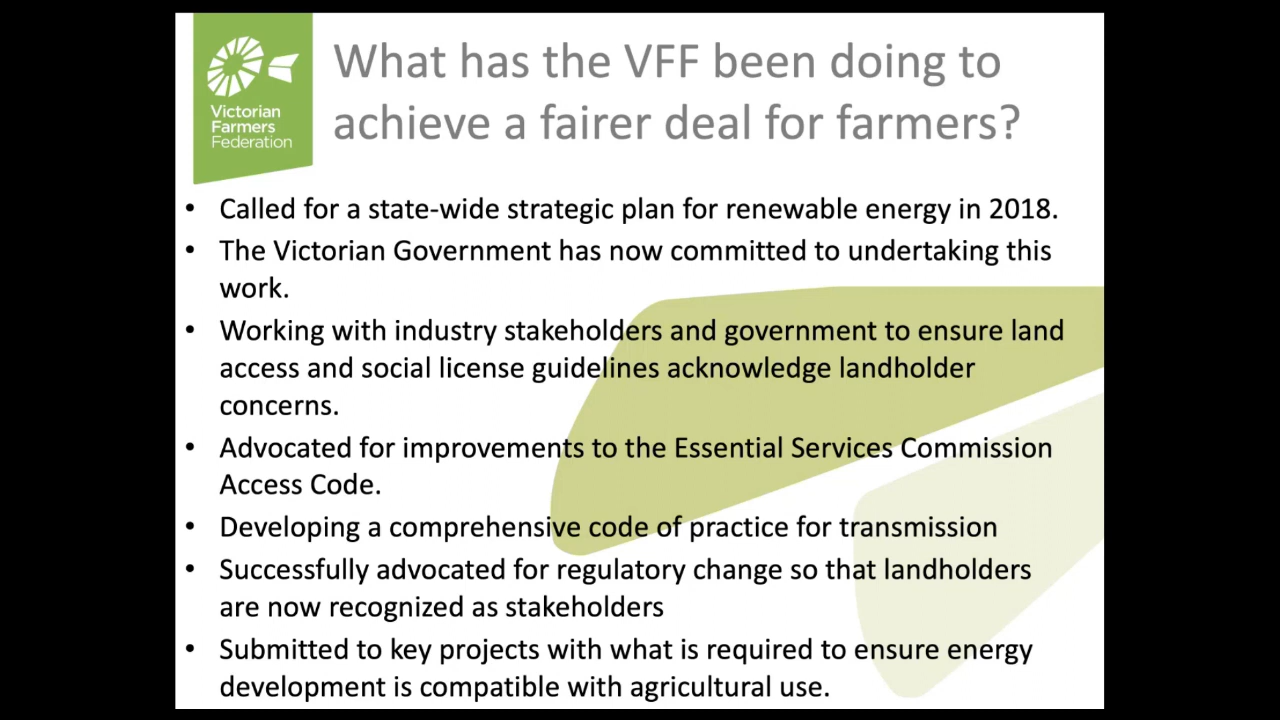 Victorian
Farmers
Federation
What has the VFF been doing to
achieve a fairer deal for farmers?
• Called for a state-wide strategic plan for renewable energy in 2018.
• The Victorian Government has now committed to undertaking this
work.
• Working with industry stakeholders and government to ensure land
access and social license guidelines acknowledge landholder
concerns.
• Advocated for improvements to the Essential Services Commission
Access Code.
• Developing a comprehensive code of practice for transmission
• Successfully advocated for regulatory change so that landholders
are now recognized as stakeholders
• Submitted to key projects with what is required to ensure energy
development is compatible with agricultural use.